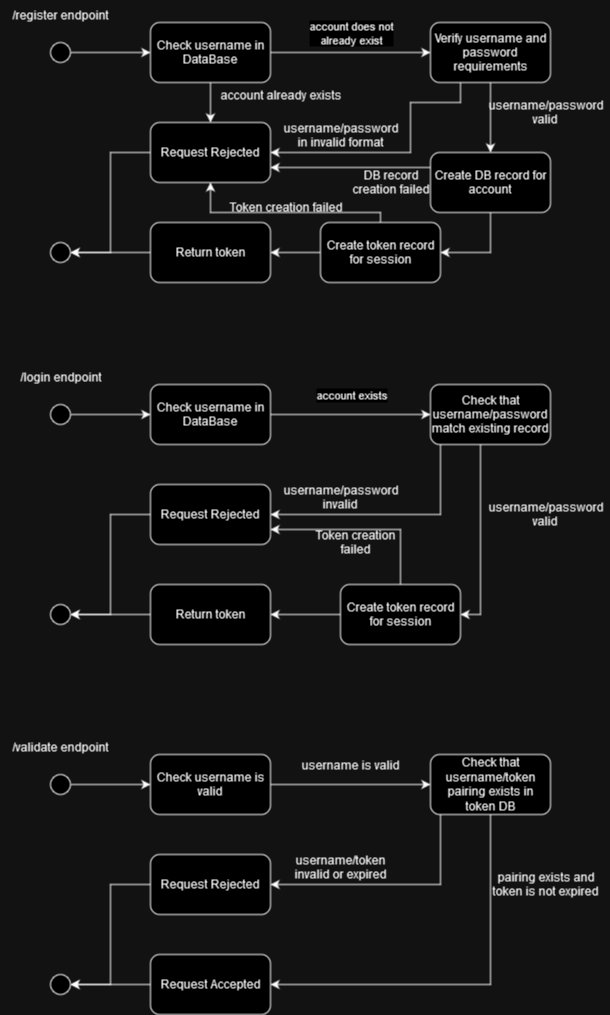 /register endpoint
Check username in
DataBase
account does not
already exist
Verify username and
password
requirements
account already exists
username/password
valid
Request Rejected
username/password
in invalid format
DB record
creation failed
Create DB record for
account
Token creation failed
Return token
Create token record
for session
/login endpoint
Check username in
DataBase
account exists
Check that
username/password
match existing record
Request Rejected
username/password
invalid
username/password
valid
Token creation
failed
Return token
Create token record
for session
/validate endpoint
Check username is
valid
username is valid
Check that
username/token
pairing exists in
token DB
Request Rejected
username/token
invalid or expired
pairing exists and
token is not expired
Request Accepted